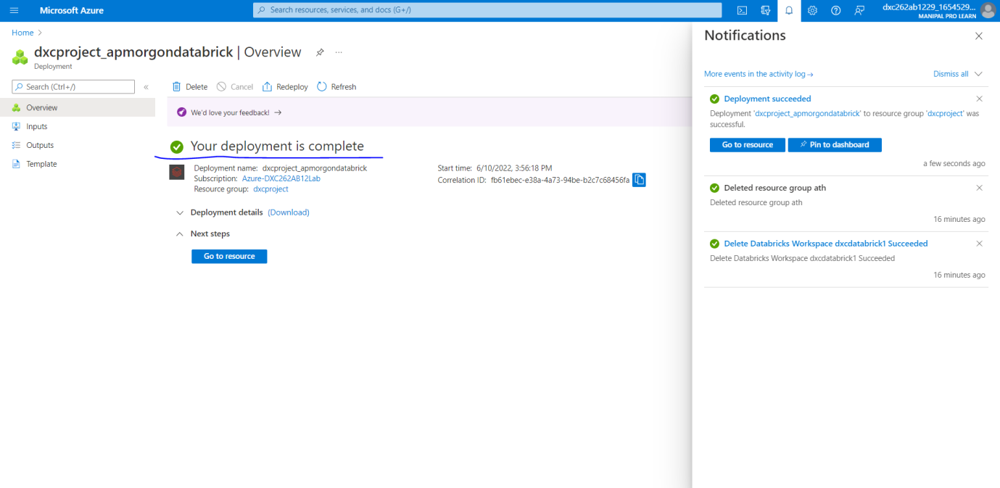 Microsoft Azure
Search resources, services, and docs (G+/)
dxc262ab1229_1654529...
MANIPAL PRO LEARN
Home
dxcproject_apmorgondatabrick | Overview
Deployment
Search (Ctrl+/)
Overview
Inputs
Outputs
Template
Delete
Cancel
Redeploy
Refresh
We'd love your feedback!
Your deployment is complete
Deployment name: dxcproject_apmorgondatabrick
Subscription: Azure-DXC262AB12Lab
Resource group: dxcproject
Start time: 6/10/2022, 3:56:18 PM
Correlation ID: fb61ebec-e38a-4a73-94be-b2c7c68456fa
Deployment details (Download)
Next steps
Go to resource
Notifications
More events in the activity log
Dismiss all
Deployment succeeded
Deployment 'dxcproject_apmorgondatabrick' to resource group 'dxcproject' was
successful.
Go to resource
Pin to dashboard
a few seconds ago
Deleted resource group ath
Deleted resource group ath
16 minutes ago
Delete Databricks Workspace dxcdatabrick1 Succeeded
Delete Databricks Workspace dxcdatabrick1 Succeeded
16 minutes ago